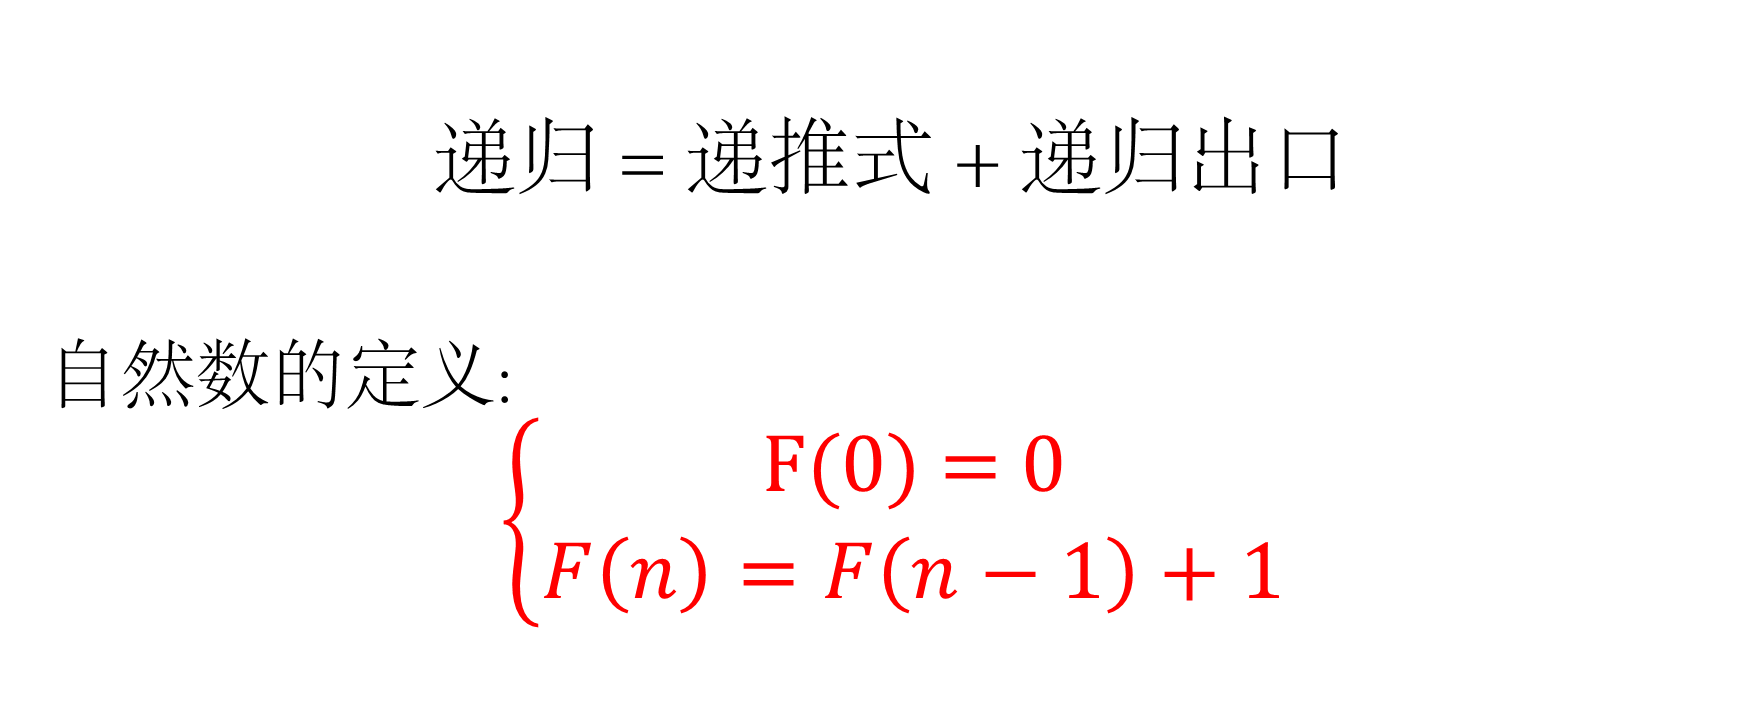 递归 = 递推式 + 递归出口
自然数的定义:
F(0) = 0
F(n) = F(n − 1) + 1